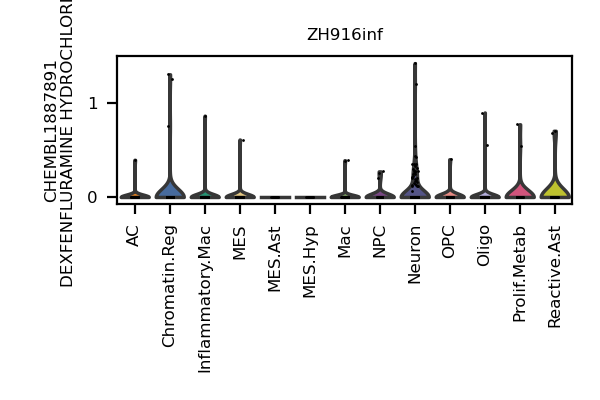 ZH916inf
CHEMBL1887891
DEXFENFLURAMINE HYDROCHLORI
1
0
AC
Chromatin.Reg
Inflammatory.Mac
MES
MES.Ast
MES.Hyp
Mac
NPC
Neuron
OPC
Oligo
Prolif.Metab
Reactive.Ast